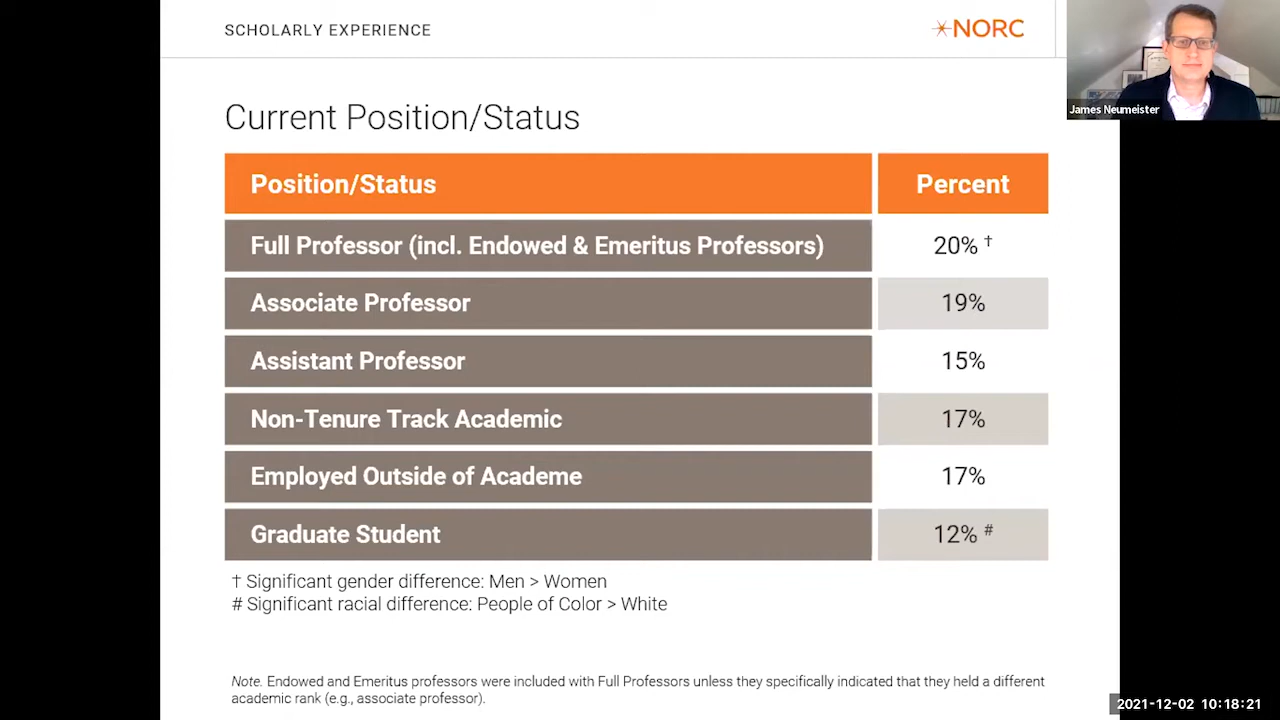 SCHOLARLY EXPERIENCE
NORC
James Neumeister
Current Position/Status
Position/Status Percent
Full Professor (incl. Endowed & Emeritus Professors) 20% †
Associate Professor 19%
Assistant Professor 15%
Non-Tenure Track Academic 17%
Employed Outside of Academe 17%
Graduate Student 12% #
† Significant gender difference: Men > Women
# Significant racial difference: People of Color > White
Note. Endowed and Emeritus professors were included with Full Professors unless they specifically indicated that they held a different
academic rank (e.g., associate professor).
2021-12-02 10:18:21